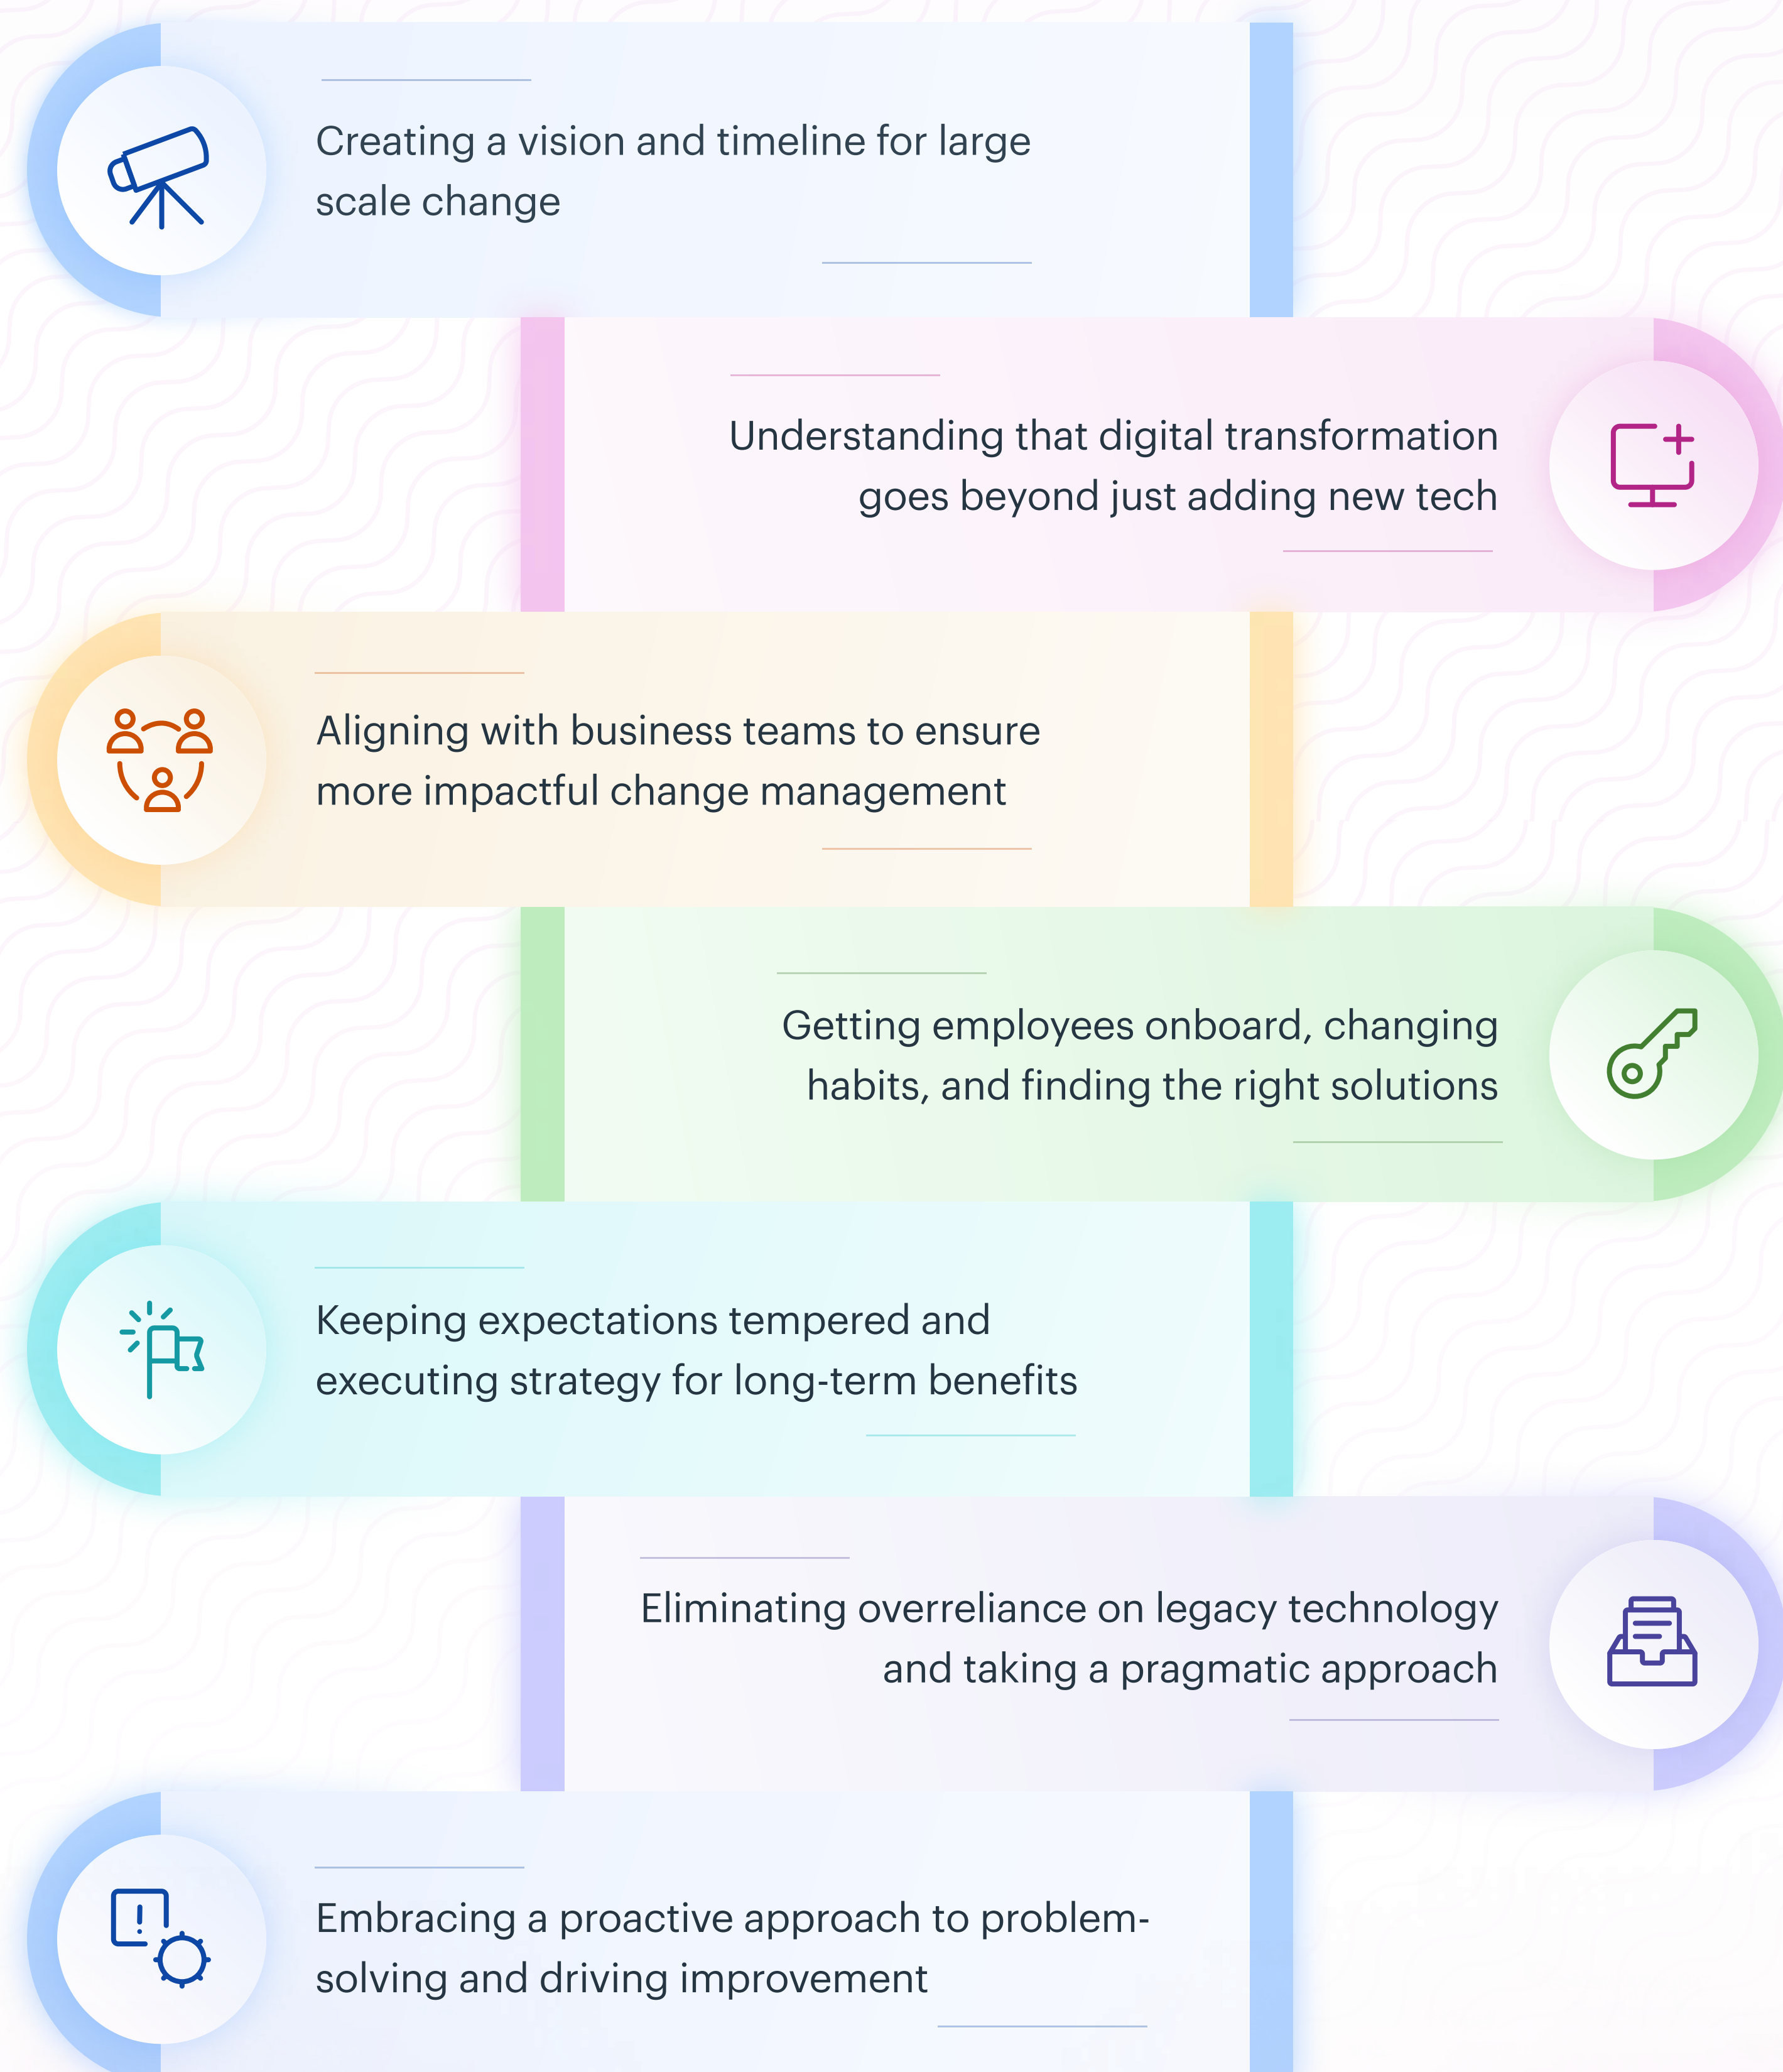 Creating a vision and timeline for large
scale change
Understanding that digital transformation
goes beyond just adding new tech
Aligning with business teams to ensure
more impactful change management
Getting employees onboard, changing
habits, and finding the right solutions
Keeping expectations tempered and
executing strategy for long-term benefits
Eliminating overreliance on legacy technology
and taking a pragmatic approach
Embracing a proactive approach to problem-
solving and driving improvement